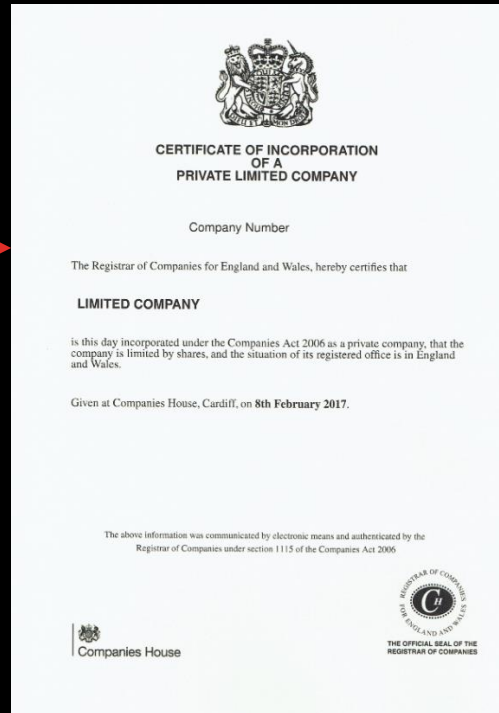 CERTIFICATE OF INCORPORATION
OF A
PRIVATE LIMITED COMPANY
Company Number
The Registrar of Companies for England and Wales, hereby certifies that
LIMITED COMPANY
is this day incorporated under the Companies Act 2006 as a private company, that the
company is limited by shares, and the situation of its registered office is in England
and Wales.
Given at Companies House, Cardiff, on 8th February 2017.
The above information was communicated by electronic means and authenticated by the
Registrar of Companies under section 1115 of the Companies Act 2006
REGISTRAR OF COMPANIES
FOR ENGLAND AND WALES
CH
THE OFFICIAL SEAL OF THE
REGISTRAR OF COMPANIES
Companies House